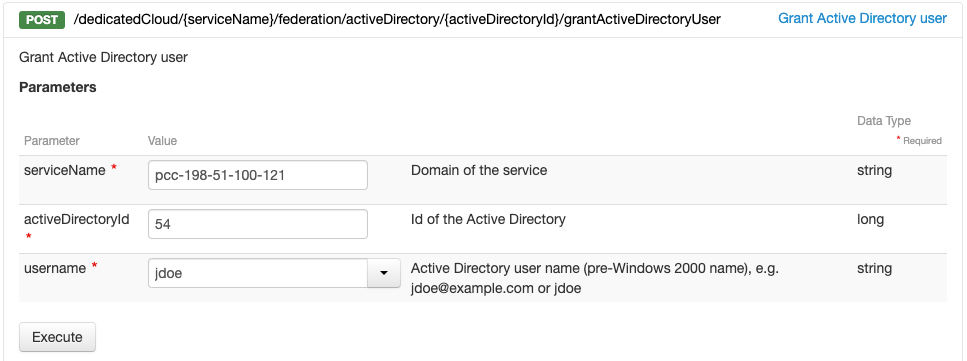 POST /dedicatedCloud/{serviceName}/federation/activeDirectory/{activeDirectoryId}/grantActiveDirectoryUser Grant Active Directory user
Grant Active Directory user
Parameters
Data Type
Parameter Value * Required
serviceName * pcc-198-51-100-121 Domain of the service string
activeDirectoryId 54 Id of the Active Directory long
*
username * jdoe Active Directory user name (pre-Windows 2000 name), e.g. string
jdoe@example.com or jdoe
Execute